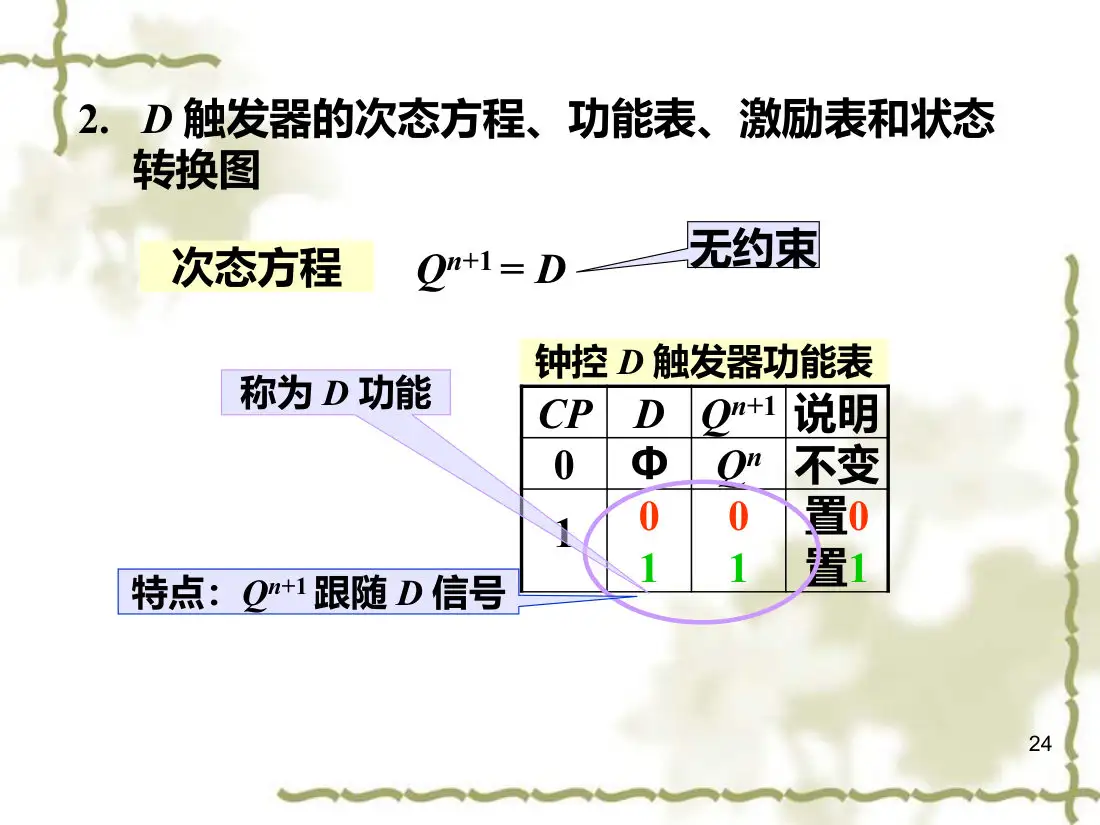 2. D 触发器的次态方程、功能表、激励表和状态
转换图
次态方程
Qⁿ⁺¹ = D
无约束
钟控 D 触发器功能表
称为 D 功能
CP D Qⁿ⁺¹ 说明
0 Φ Qⁿ 不变
1 0 0 置0
1 1 置1
特点：Qⁿ⁺¹ 跟随 D 信号
24